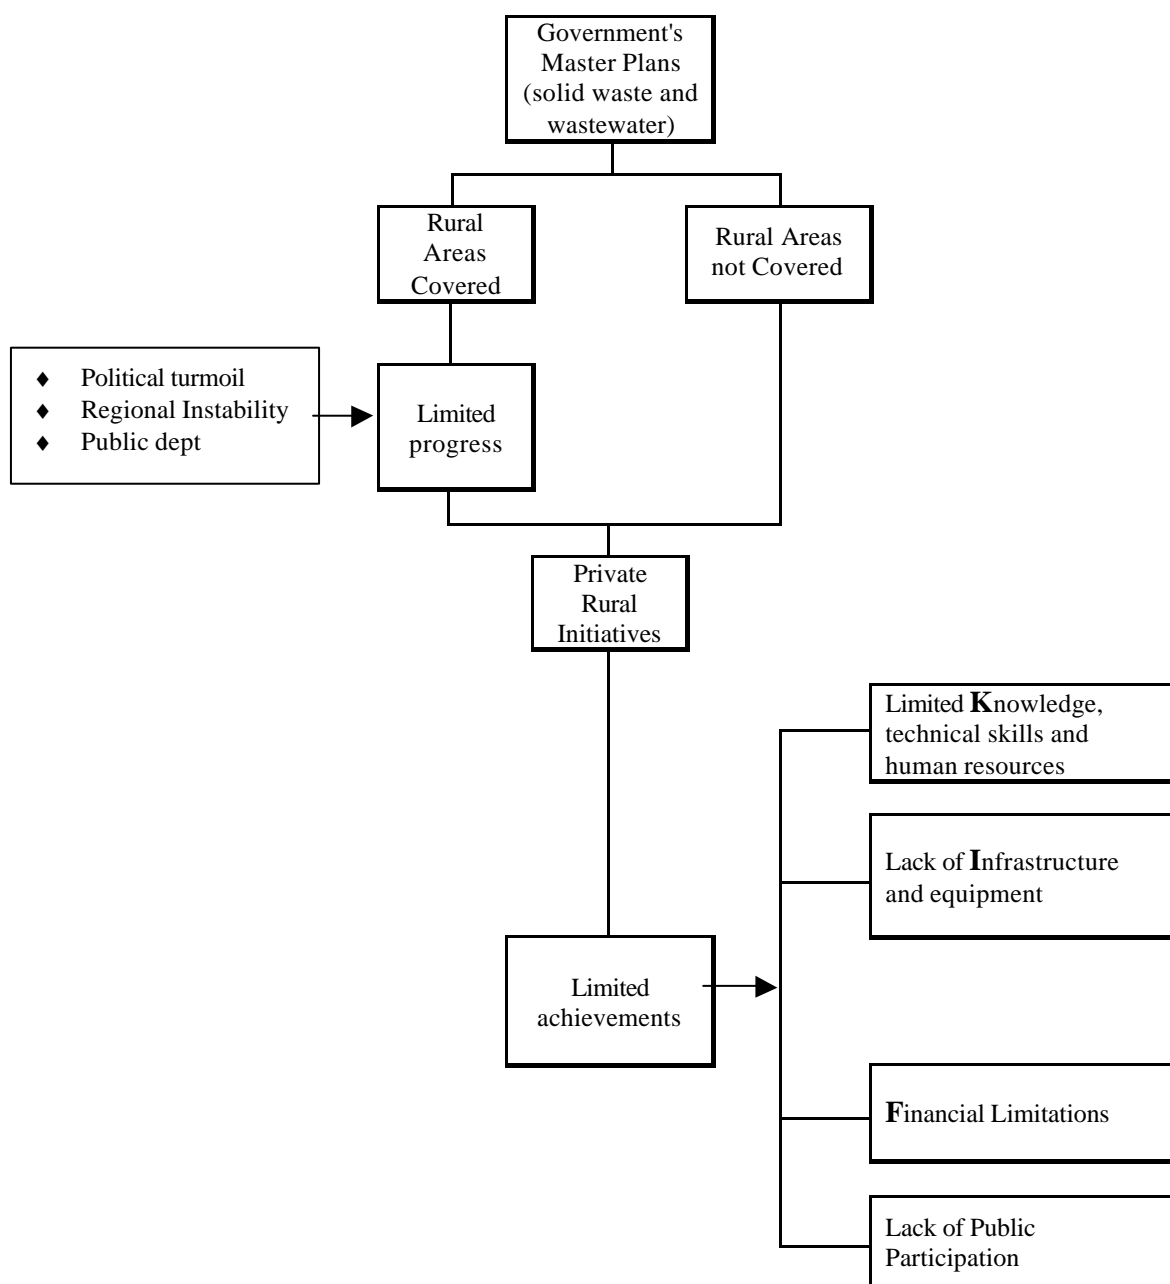 Government's
Master Plans
(solid waste and
wastewater)
Rural
Areas
Covered
Rural Areas
not Covered
♦ Political turmoil
♦ Regional Instability
♦ Public dept
Limited
progress
Private
Rural
Initiatives
Limited Knowledge,
technical skills and
human resources
Lack of Infrastructure
and equipment
Limited
achievements
Financial Limitations
Lack of Public
Participation